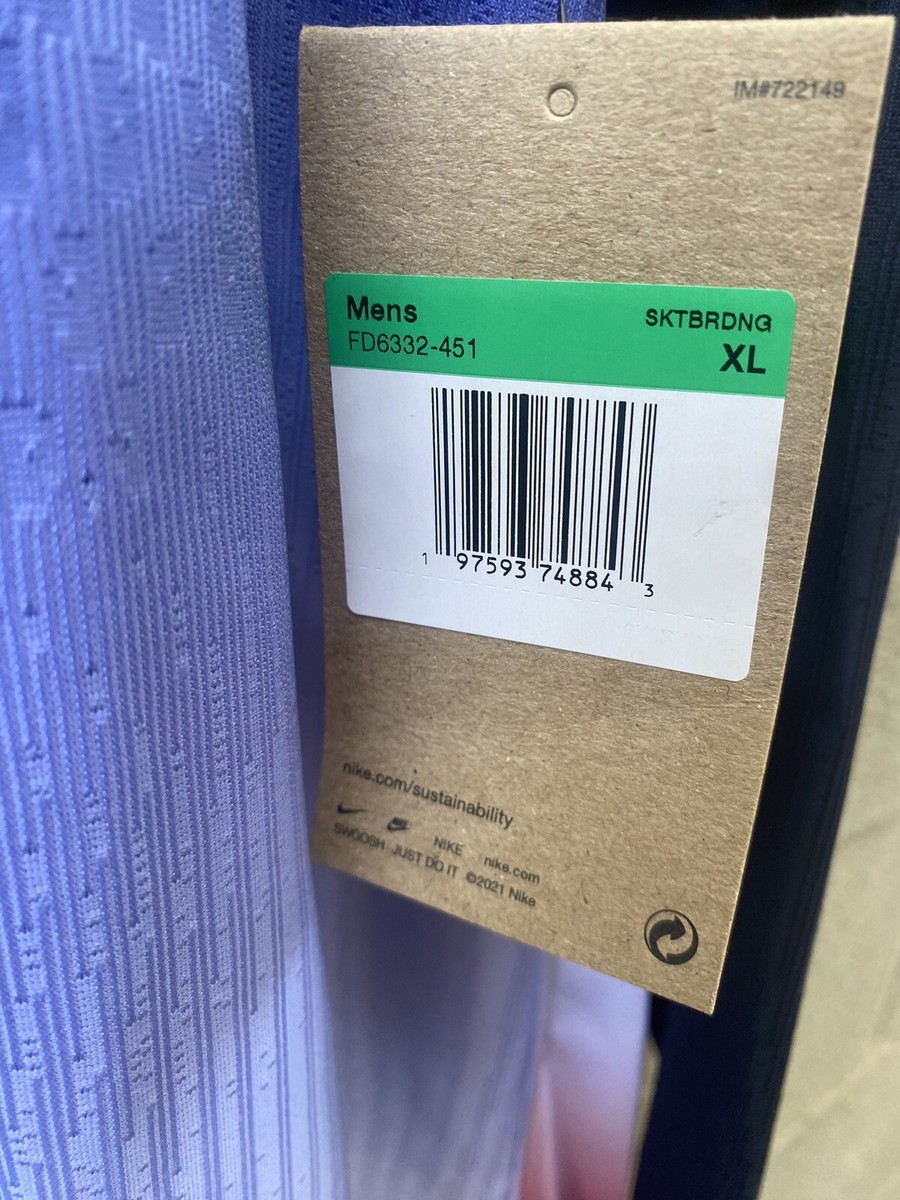 IM#722149
Mens SKTBRDNG
FD6332-451 XL
1 97593 74884 3
nike.com/sustainability
NIKE nike.com
SWOOSH JUST DO IT ©2021 Nike